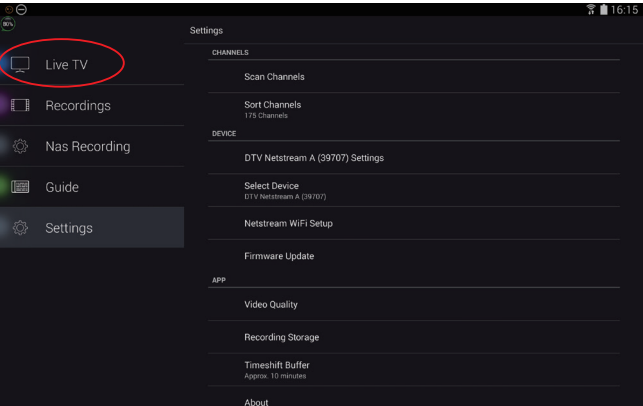 16:15
80%
Settings
Live TV
Recordings
Nas Recording
Guide
Settings
CHANNELS
Scan Channels
Sort Channels
175 Channels
DEVICE
DTV Netstream A (39707) Settings
Select Device
DTV Netstream A (39707)
Netstream WiFi Setup
Firmware Update
APP
Video Quality
Recording Storage
Timeshift Buffer
Approx. 10 minutes
About